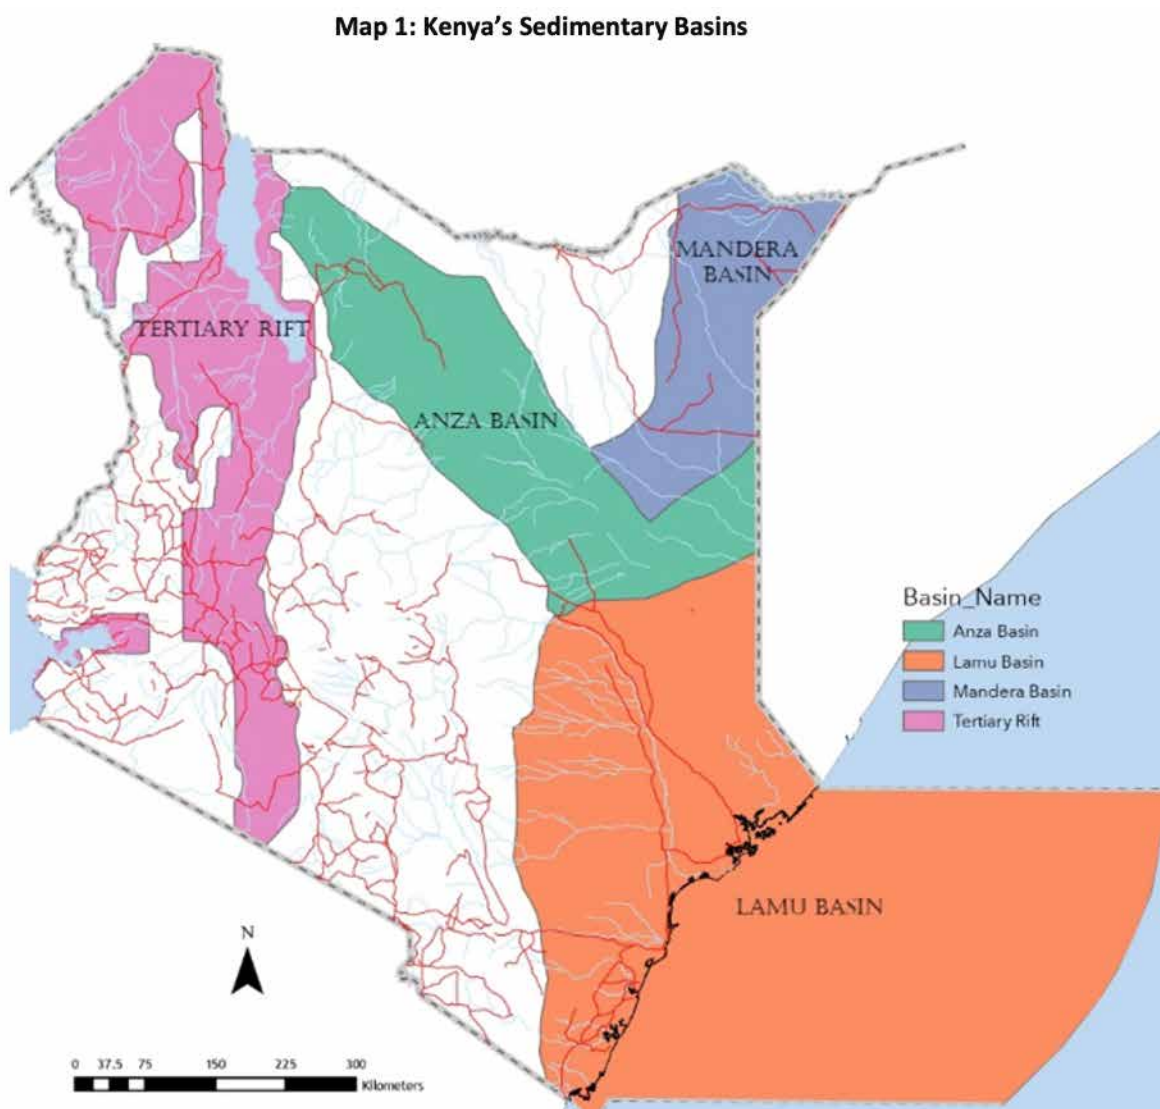 Map 1: Kenya's Sedimentary Basins
MANDERA
BASIN
TERTIARY RIFT
ANZA BASIN
Basin_Name
Anza Basin
Lamu Basin
Mandera Basin
Tertiary Rift
LAMU BASIN
N
0 37.5 75 150 225 300
Kilometers